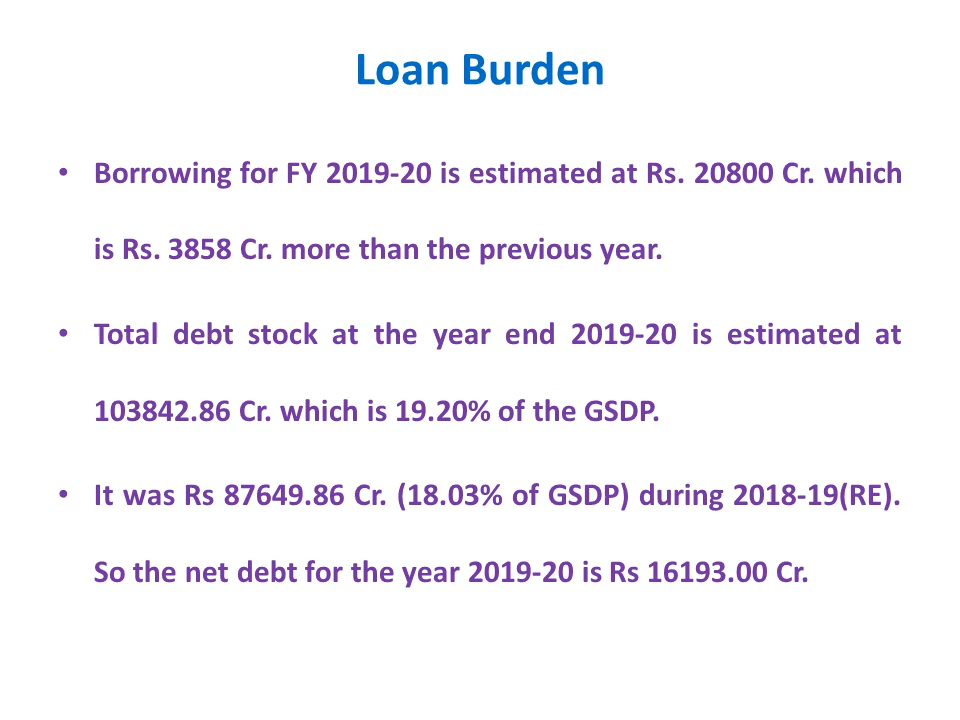 Loan Burden
• Borrowing for FY 2019-20 is estimated at Rs. 20800 Cr. which
is Rs. 3858 Cr. more than the previous year.
• Total debt stock at the year end 2019-20 is estimated at
103842.86 Cr. which is 19.20% of the GSDP.
• It was Rs 87649.86 Cr. (18.03% of GSDP) during 2018-19(RE).
So the net debt for the year 2019-20 is Rs 16193.00 Cr.